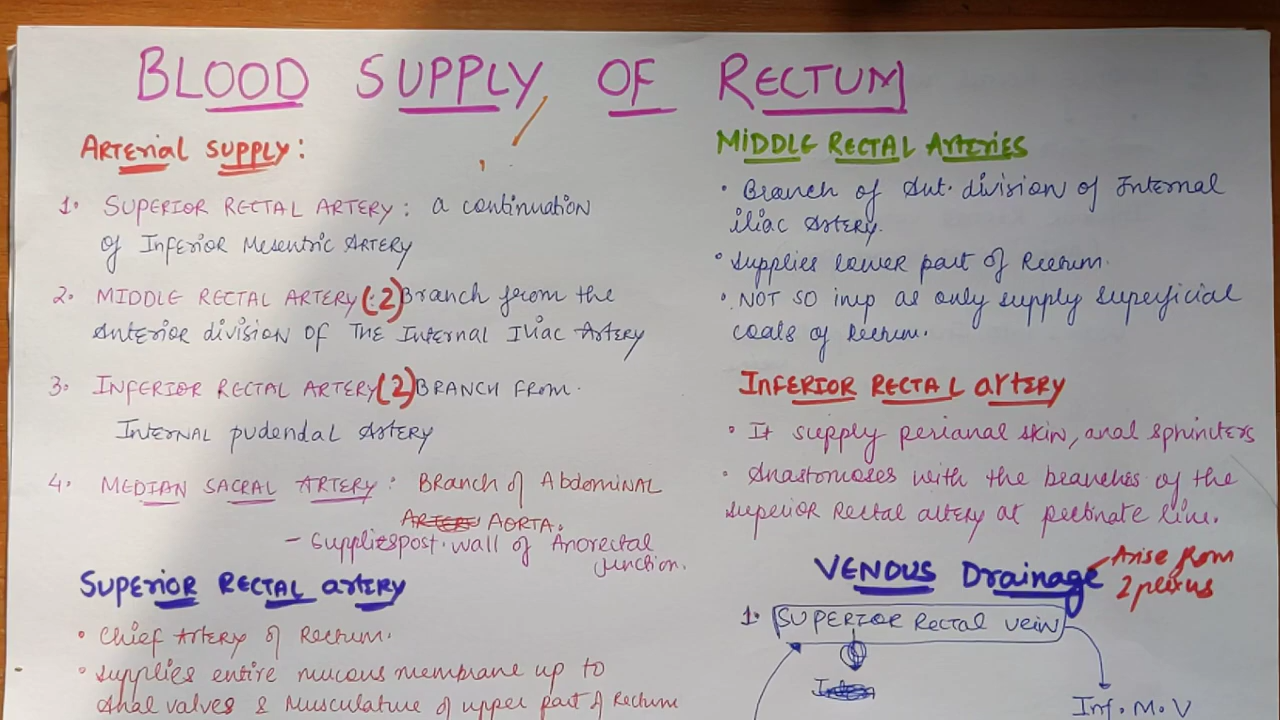 BLOOD SUPPLY OF RECTUM
Arterial supply:
1. SUPERIOR RECTAL ARTERY: a continuation
of Inferior Mesentric Artery
2. MIDDLE RECTAL ARTERY (2) Branch from the
Anterior division of The Internal Iliac Artery
3. INFERIOR RECTAL ARTERY (2) BRANCH FROM
Internal pudendal Artery
4. MEDIAN SACRAL ARTERY: Branch of Abdominal
AORTA.
- Supplies post. wall of Anorectal
junction.
Superior Rectal artery
• Chief Artery of Rectum.
• Supplies entire mucous membrane up to
Anal valves & Musculature of upper part of Rectum
MIDDLE RECTAL Arteries
• Branch of Ant. division of Internal
iliac Artery.
• Supplies lower part of Rectum.
• NOT SO imp as only supply superficial
coats of Rectum.
INFERIOR RECTAL artery
• It supply perianal skin, anal sphincters
• Anastomoses with the branches of the
superior Rectal artery at pectinate line.
VENOUS Drainage
Arise from
2 plexus
1. SUPERIOR Rectal vein
Inf. M. V